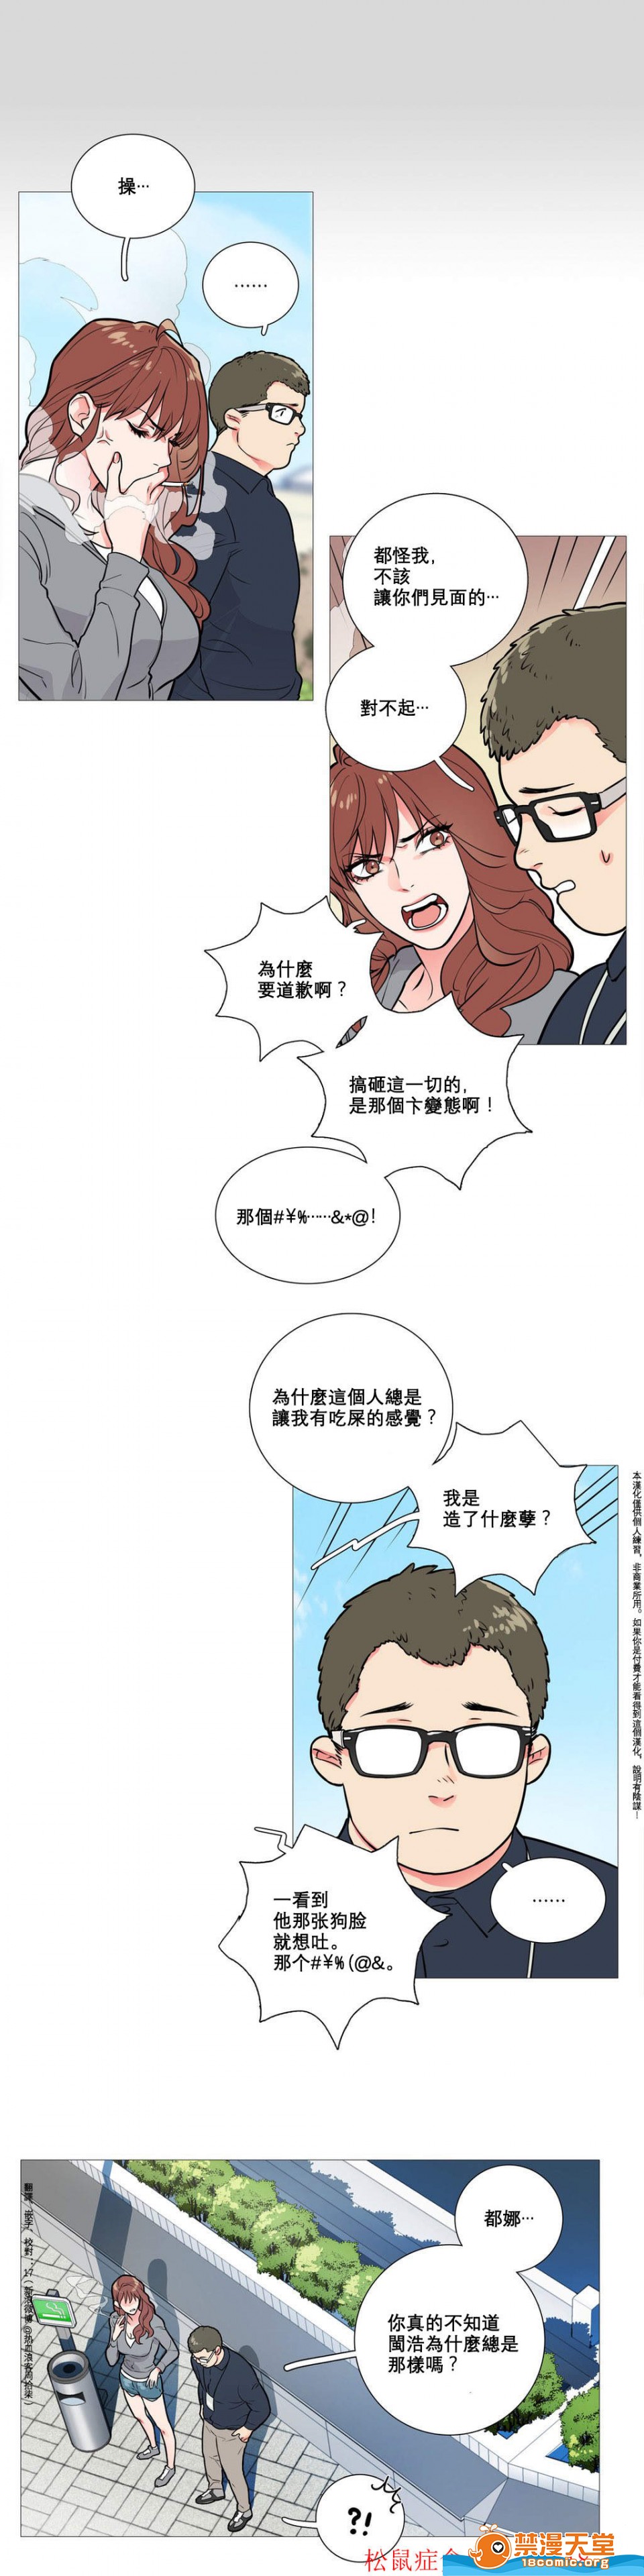 操…
……
都怪我,
不該
讓你們見面的…
對不起…
為什麼
要道歉啊？
搞砸這一切的,
是那個卞變態啊！
那個#¥%……&*@!
為什麼這個人總是
讓我有吃屎的感覺？
我是
造了什麼孽？
本漢化僅供個人練習，非商業所用。如果你是付費才能看得到這個漢化，說明有陰謀—
一看到
他那张狗脸
就想吐。
那个#¥%(@&。
……
都娜…
你真的不知道
閩浩為什麼總是
那樣嗎？
?!
松鼠症
禁漫天堂
18comic.org